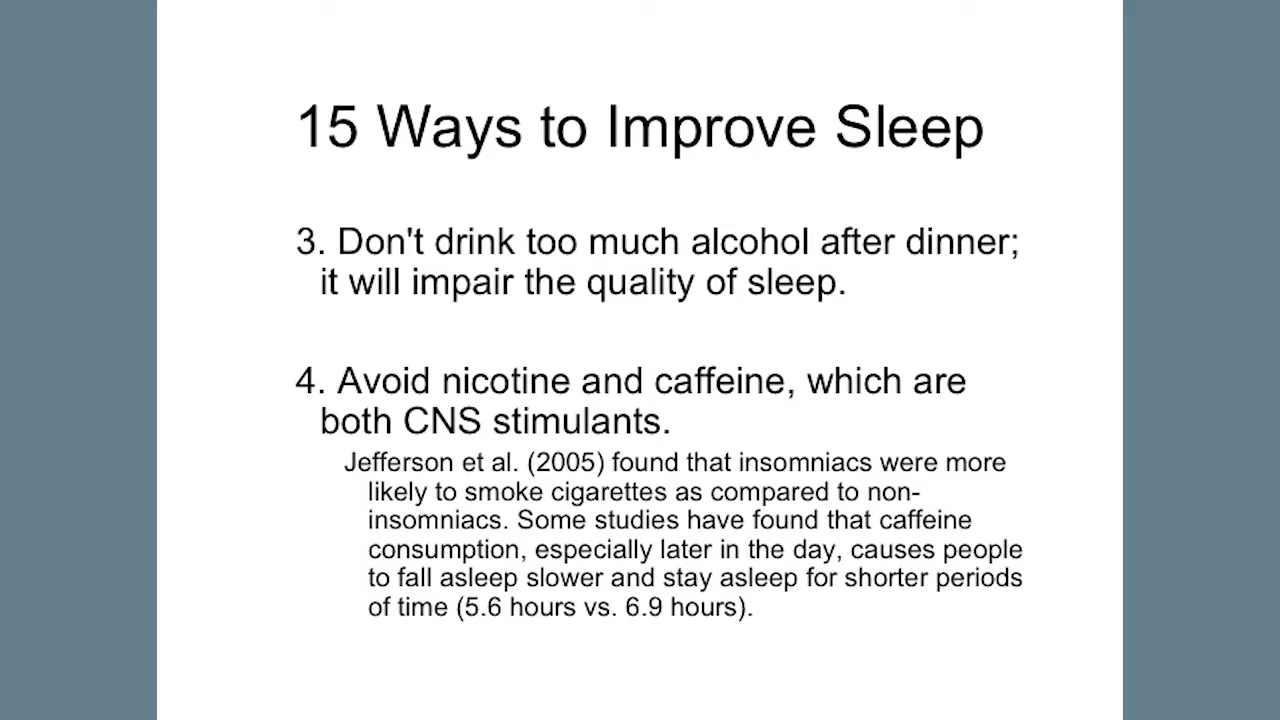 15 Ways to Improve Sleep
3. Don't drink too much alcohol after dinner;
it will impair the quality of sleep.
4. Avoid nicotine and caffeine, which are
both CNS stimulants.
Jefferson et al. (2005) found that insomniacs were more
likely to smoke cigarettes as compared to non-
insomniacs. Some studies have found that caffeine
consumption, especially later in the day, causes people
to fall asleep slower and stay asleep for shorter periods
of time (5.6 hours vs. 6.9 hours).